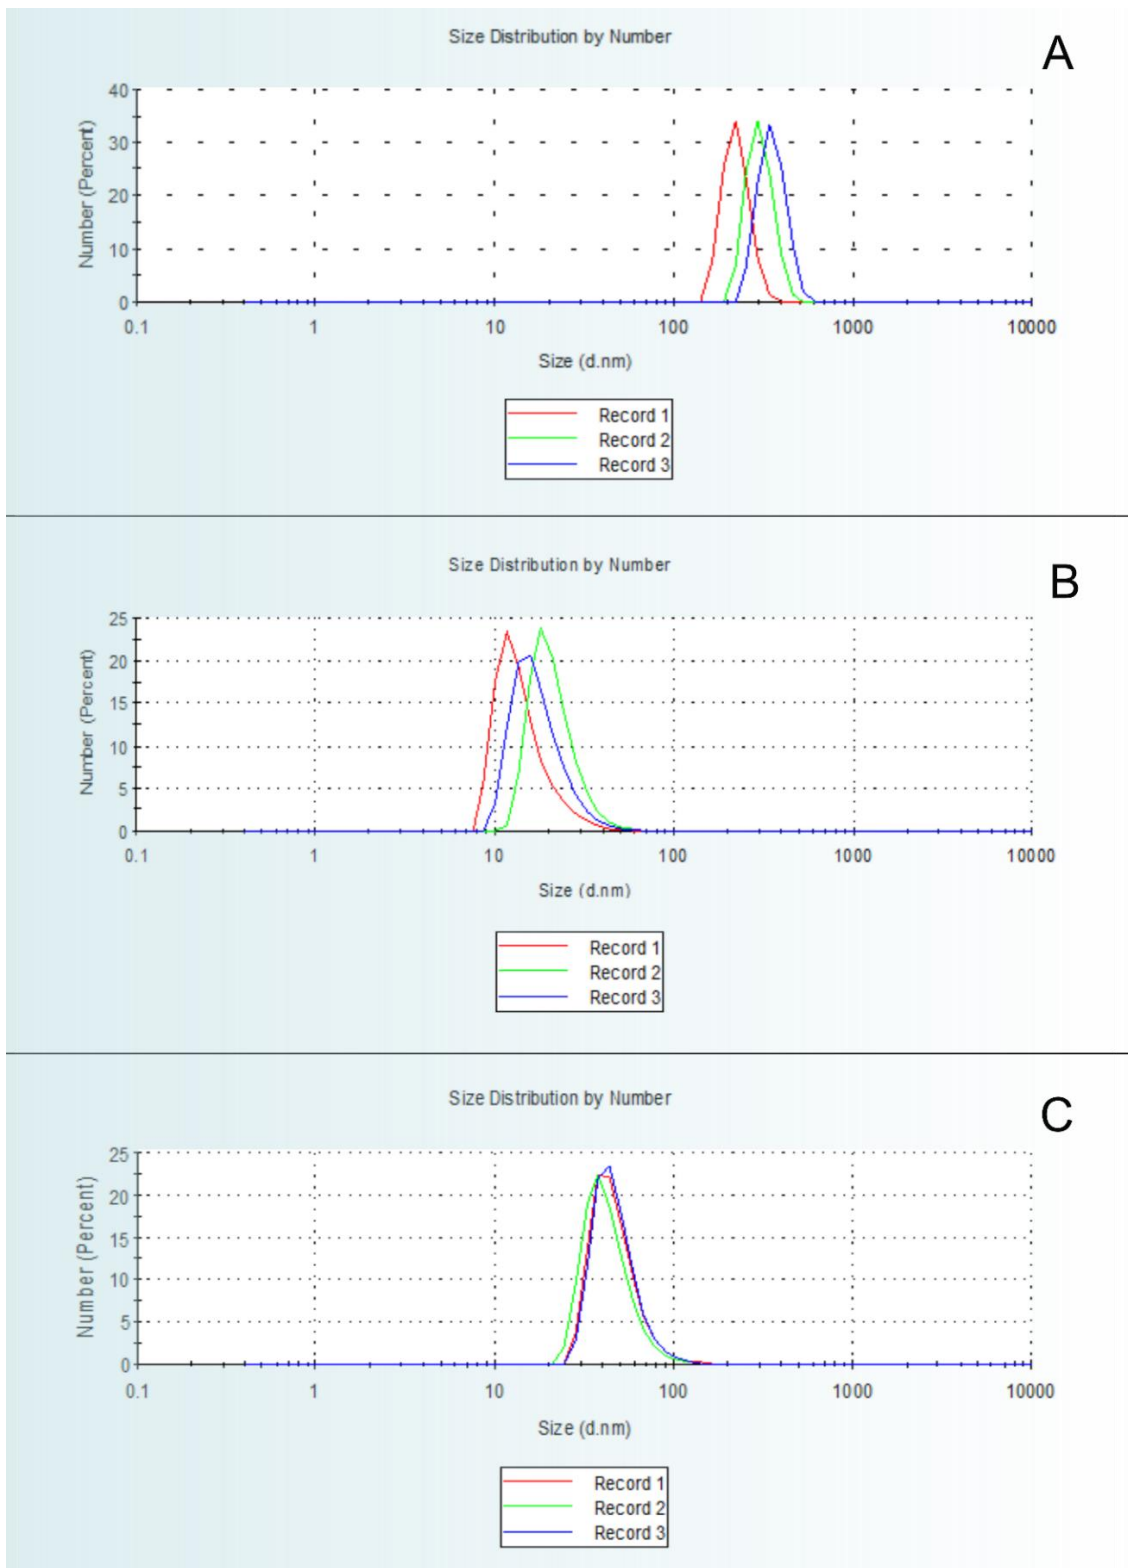 Size Distribution by Number
A
40
30
20
10
0
Number (Percent)
0.1 1 10 100 1000 10000
Size (d.nm)
Record 1
Record 2
Record 3
Size Distribution by Number
B
25
20
15
10
5
0
Number (Percent)
0.1 1 10 100 1000 10000
Size (d.nm)
Record 1
Record 2
Record 3
Size Distribution by Number
C
25
20
15
10
5
0
Number (Percent)
0.1 1 10 100 1000 10000
Size (d.nm)
Record 1
Record 2
Record 3